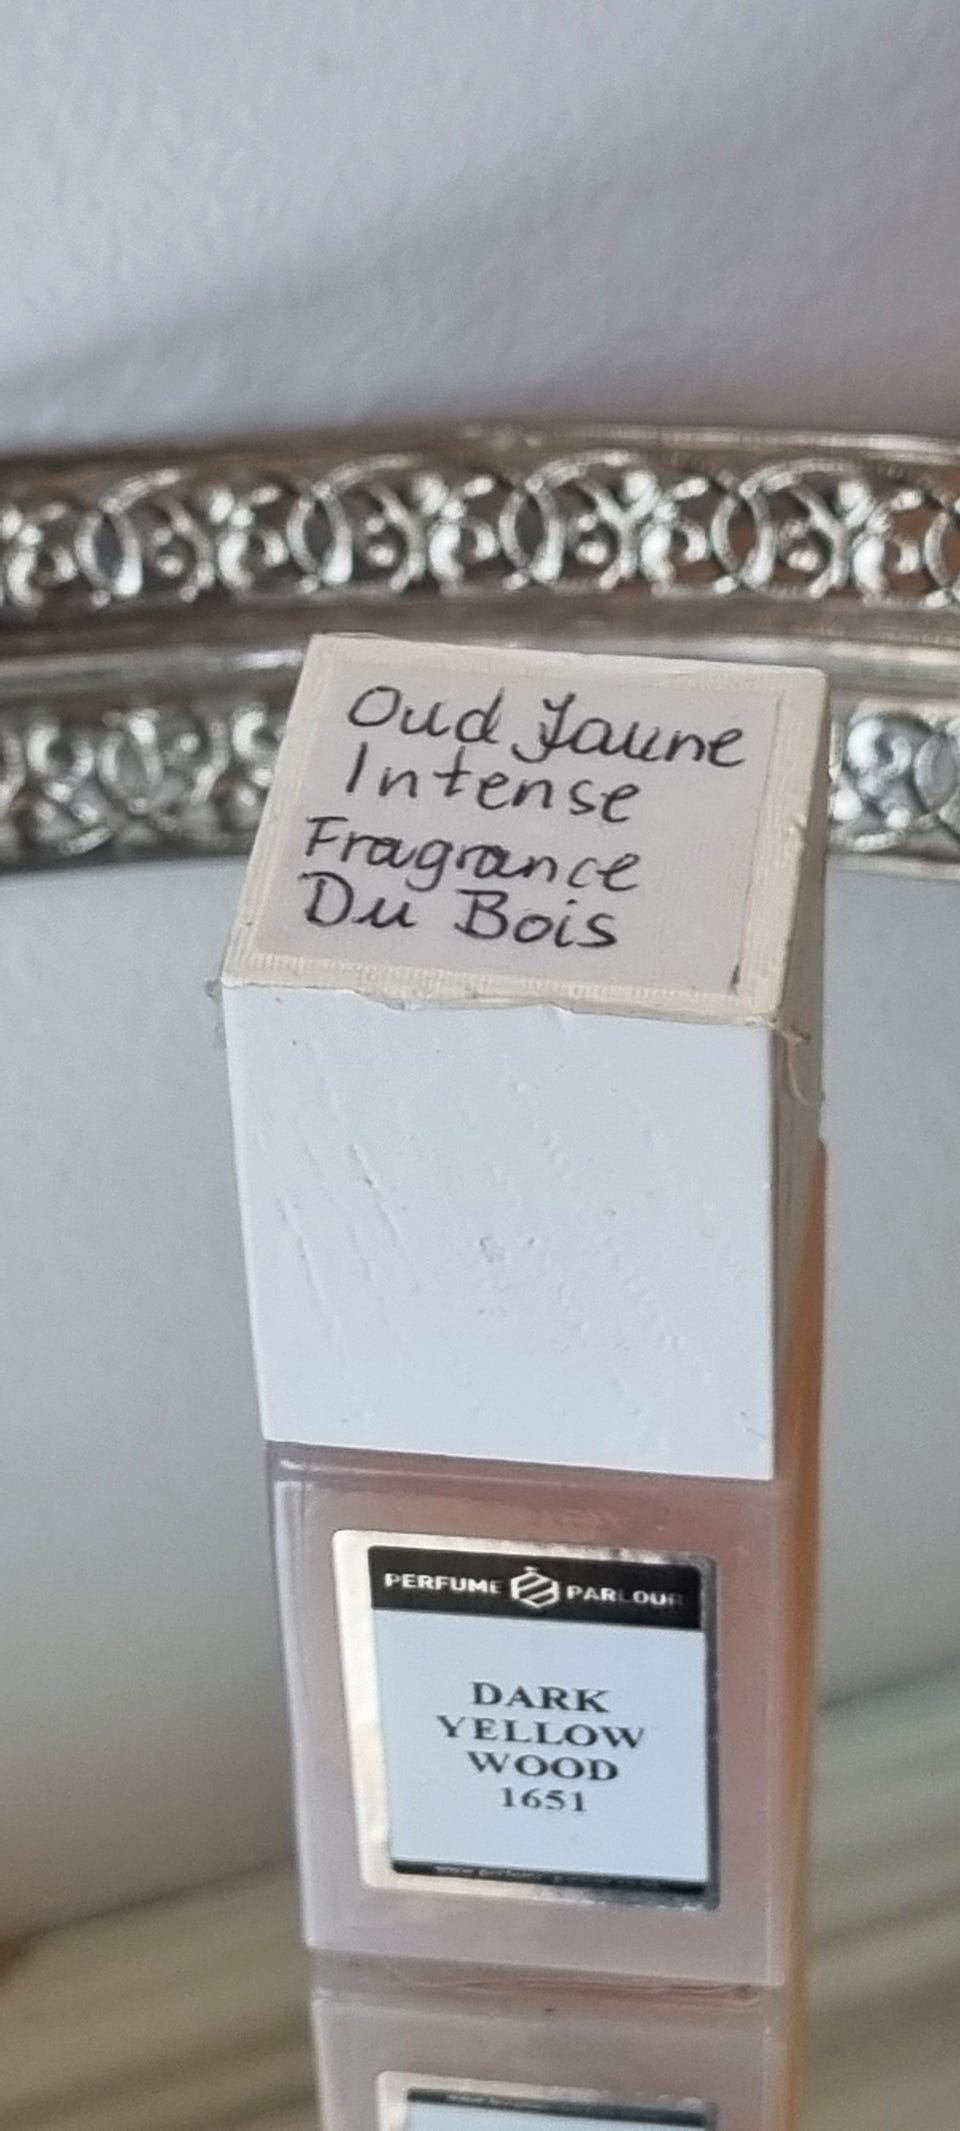 Oud Jaune
Intense
Fragrance
Du Bois
PERFUME PARLOUR
DARK
YELLOW
WOOD
1651